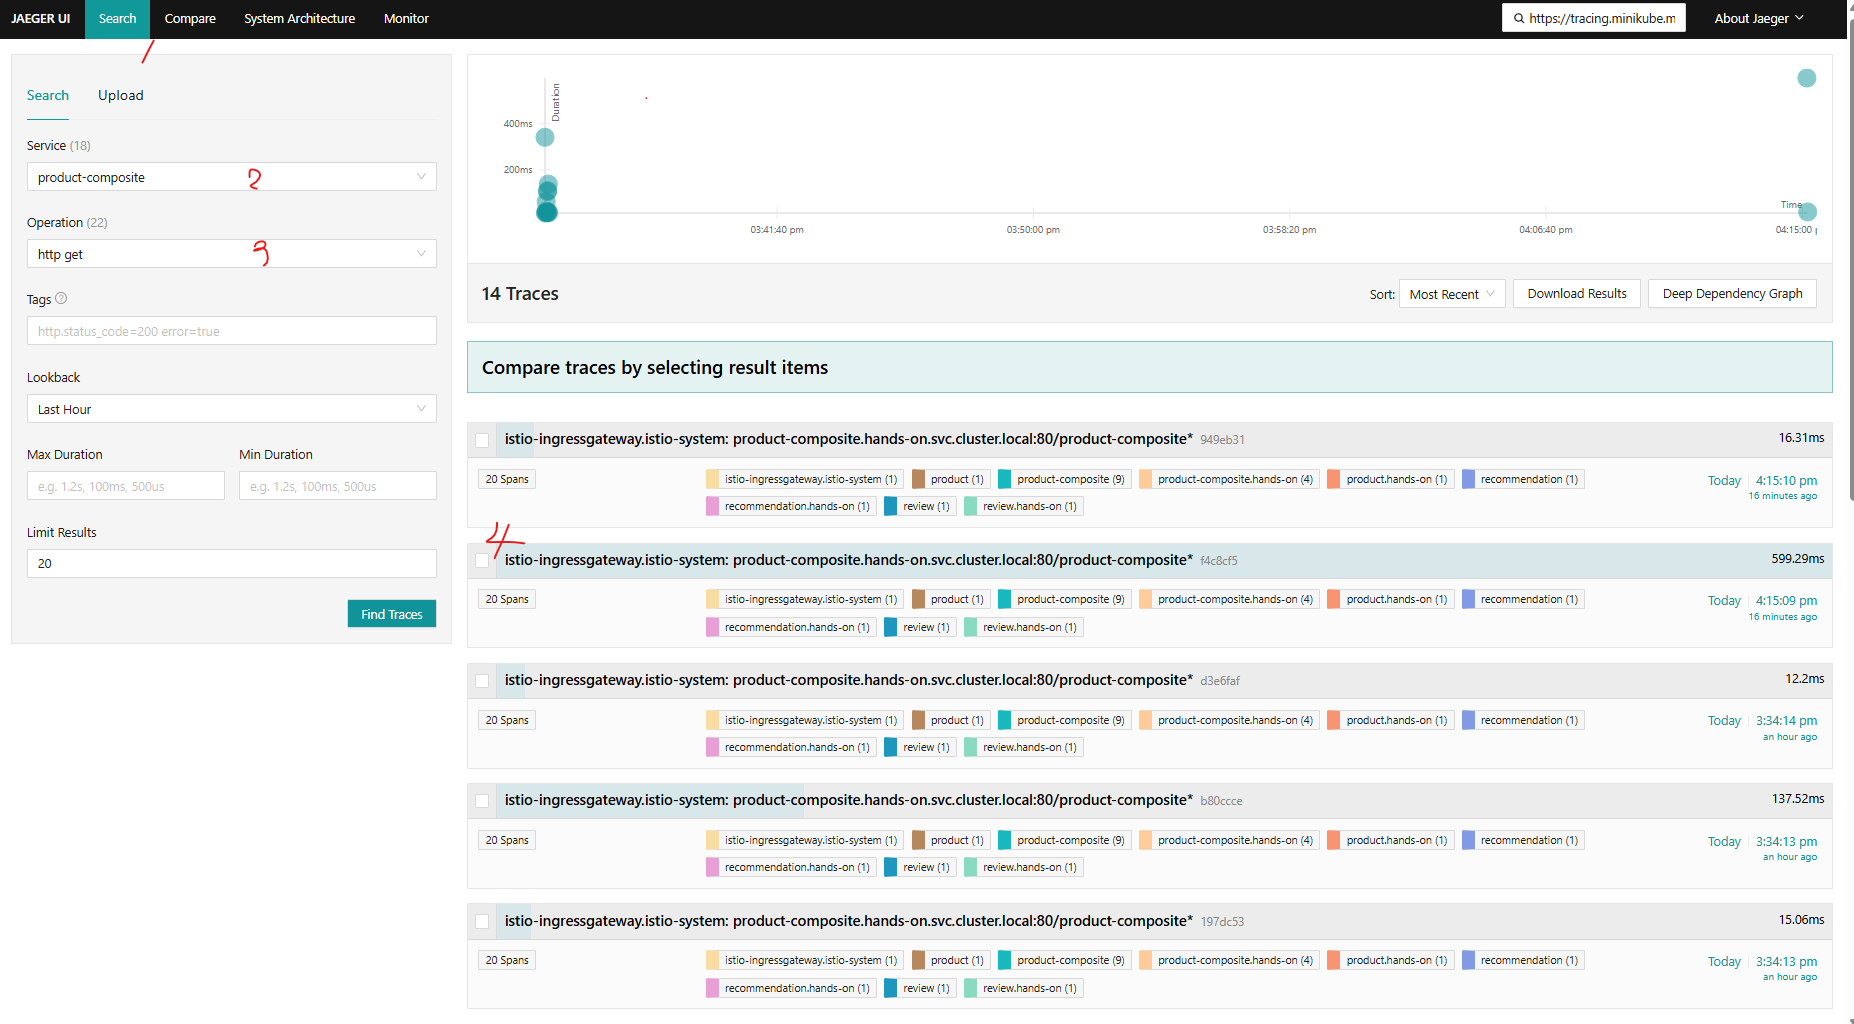 JAEGER UI Search Compare System Architecture Monitor https://tracing.minikube.m About Jaeger
1
Search Upload
Service (18)
product-composite 2
Operation (22)
http get 3
Tags
http.status_code=200 error=true
Lookback
Last Hour
Max Duration Min Duration
e.g. 1.2s, 100ms, 500us e.g. 1.2s, 100ms, 500us
Limit Results
20
Find Traces
Duration
400ms
200ms
Time
03:41:40 pm 03:50:00 pm 03:58:20 pm 04:06:40 pm 04:15:00 p
14 Traces Sort: Most Recent Download Results Deep Dependency Graph
Compare traces by selecting result items
istio-ingressgateway.istio-system: product-composite.hands-on.svc.cluster.local:80/product-composite* 949eb31 16.31ms
20 Spans istio-ingressgateway.istio-system (1) product (1) product-composite (9) product-composite.hands-on (4) product.hands-on (1) recommendation (1) Today 4:15:10 pm
recommendation.hands-on (1) review (1) review.hands-on (1) 16 minutes ago
4
istio-ingressgateway.istio-system: product-composite.hands-on.svc.cluster.local:80/product-composite* f4c8cf5 599.29ms
20 Spans istio-ingressgateway.istio-system (1) product (1) product-composite (9) product-composite.hands-on (4) product.hands-on (1) recommendation (1) Today 4:15:09 pm
recommendation.hands-on (1) review (1) review.hands-on (1) 16 minutes ago
istio-ingressgateway.istio-system: product-composite.hands-on.svc.cluster.local:80/product-composite* d3e6faf 12.2ms
20 Spans istio-ingressgateway.istio-system (1) product (1) product-composite (9) product-composite.hands-on (4) product.hands-on (1) recommendation (1) Today 3:34:14 pm
recommendation.hands-on (1) review (1) review.hands-on (1) an hour ago
istio-ingressgateway.istio-system: product-composite.hands-on.svc.cluster.local:80/product-composite* b80ccce 137.52ms
20 Spans istio-ingressgateway.istio-system (1) product (1) product-composite (9) product-composite.hands-on (4) product.hands-on (1) recommendation (1) Today 3:34:13 pm
recommendation.hands-on (1) review (1) review.hands-on (1) an hour ago
istio-ingressgateway.istio-system: product-composite.hands-on.svc.cluster.local:80/product-composite* 197dc53 15.06ms
20 Spans istio-ingressgateway.istio-system (1) product (1) product-composite (9) product-composite.hands-on (4) product.hands-on (1) recommendation (1) Today 3:34:13 pm
recommendation.hands-on (1) review (1) review.hands-on (1) an hour ago